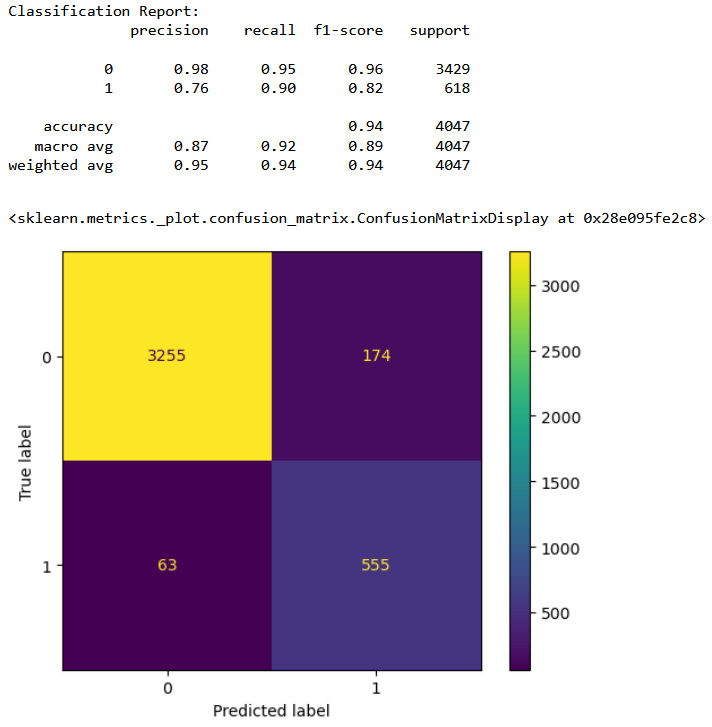 Classification Report:
precision recall f1-score support
0 0.98 0.95 0.96 3429
1 0.76 0.90 0.82 618
accuracy 0.94 4047
macro avg 0.87 0.92 0.89 4047
weighted avg 0.95 0.94 0.94 4047
<sklearn.metrics._plot.confusion_matrix.ConfusionMatrixDisplay at 0x28e095fe2c8>
3000
2500
2000
1500
1000
500
True label
0 3255 174
1 63 555
0 1
Predicted label